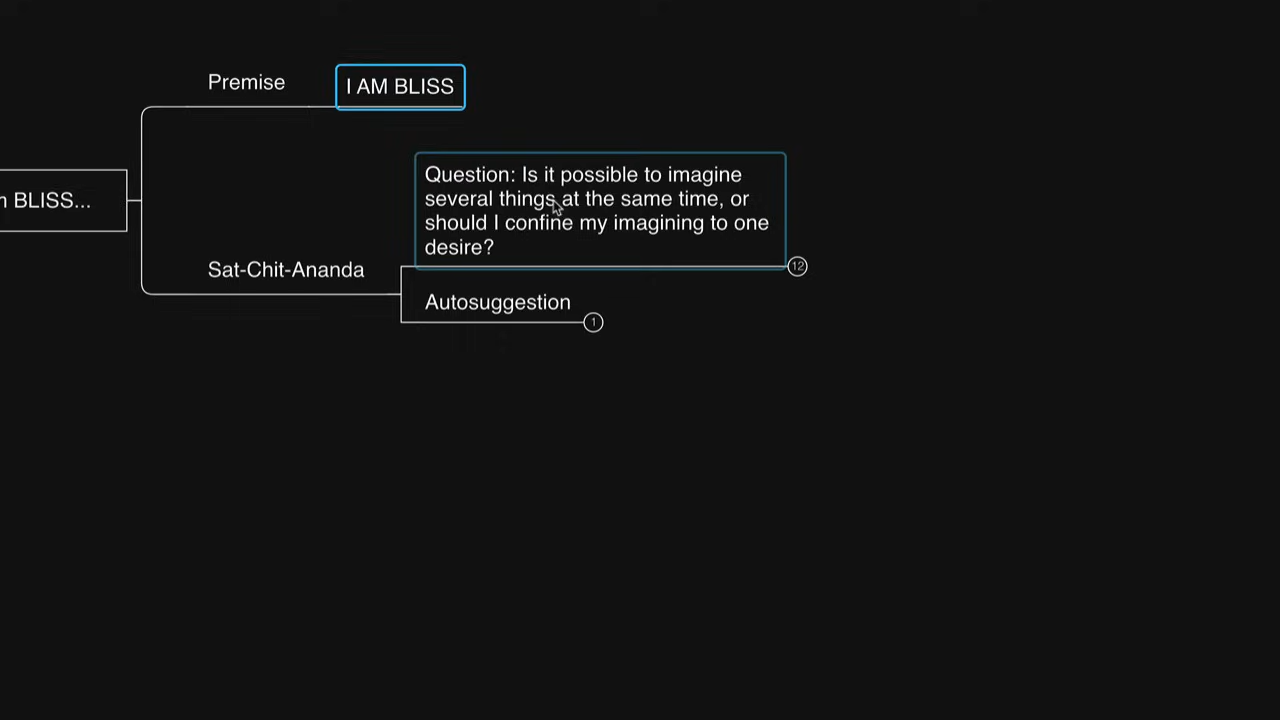 Premise
I AM BLISS
BLISS...
Question: Is it possible to imagine
several things at the same time, or
should I confine my imagining to one
desire?
12
Sat-Chit-Ananda
Autosuggestion
1